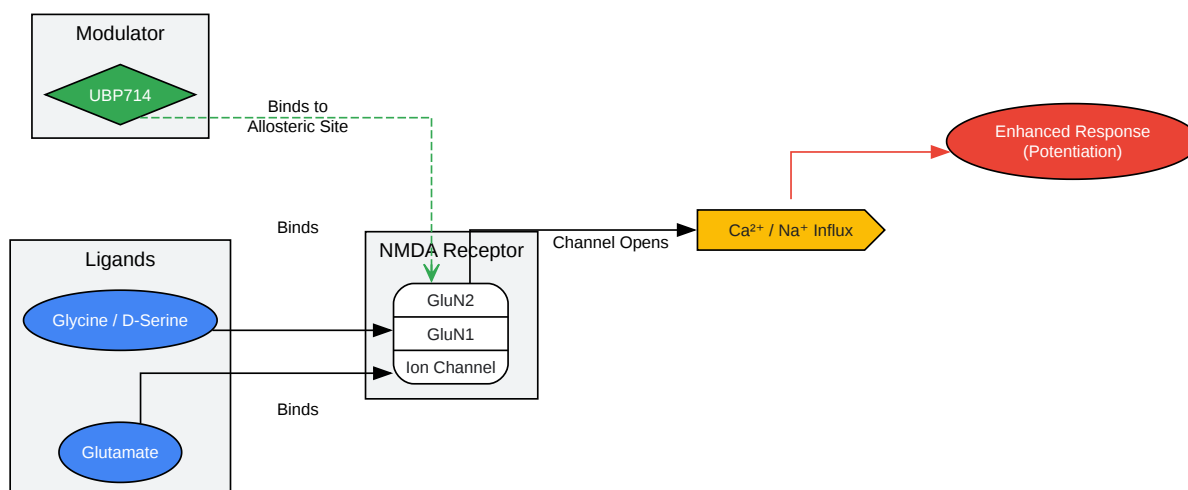 Modulator
UBP714
Binds to
Allosteric Site
Enhanced Response
(Potentiation)
Binds
Ca²⁺ / Na⁺ Influx
Channel Opens
NMDA Receptor
Ligands
GluN2
Glycine / D-Serine
GluN1
Ion Channel
Binds
Glutamate